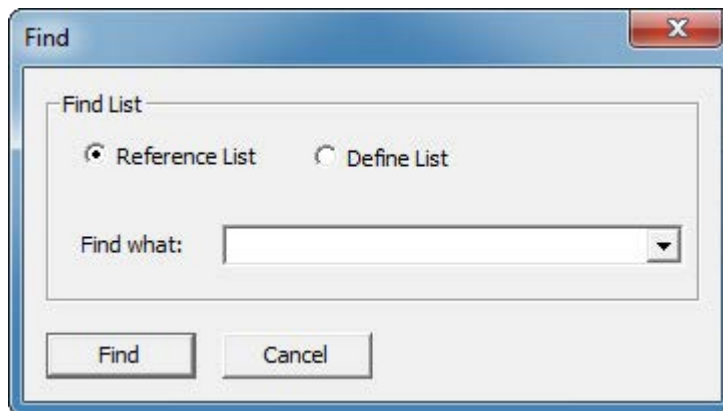 Find
Find List
Reference List Define List
Find what:
Find Cancel